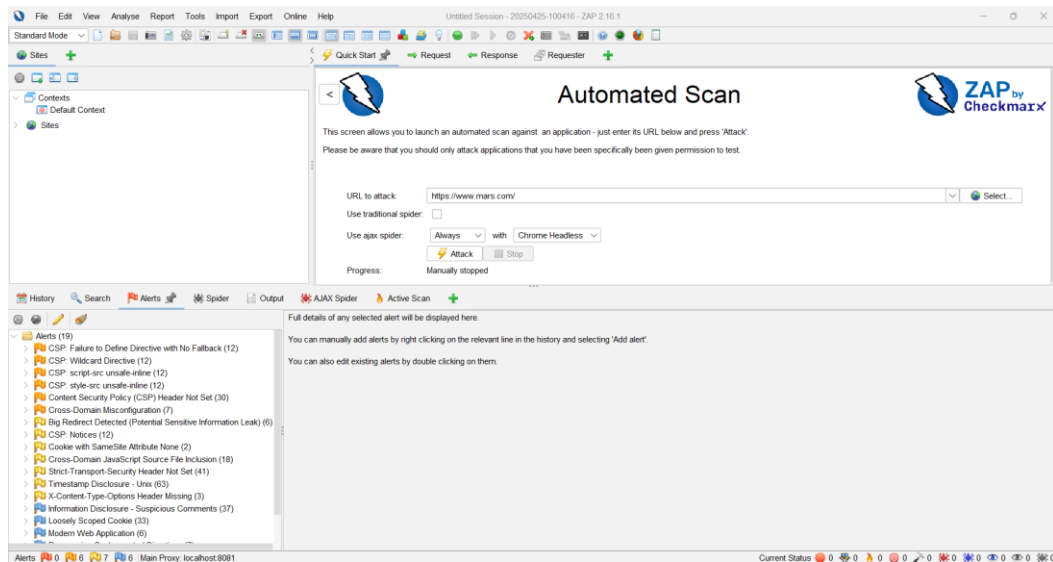 File Edit View Analyse Report Tools Import Export Online Help
Untitled Session - 20250425-100416 - ZAP 2.16.1
Standard Mode
Sites
Quick Start Request Response Requester
Contexts
Default Context
Sites
<
Automated Scan
ZAP by
Checkmarx
This screen allows you to launch an automated scan against an application - just enter its URL below and press 'Attack'.
Please be aware that you should only attack applications that you have been specifically been given permission to test.
URL to attack: https://www.mars.com/ Select...
Use traditional spider:
Use ajax spider: Always with Chrome Headless
Attack Stop
Progress: Manually stopped
History Search Alerts Spider Output AJAX Spider Active Scan
Full details of any selected alert will be displayed here.
You can manually add alerts by right clicking on the relevant line in the history and selecting 'Add alert'.
You can also edit existing alerts by double clicking on them.
Alerts (19)
CSP: Failure to Define Directive with No Fallback (12)
CSP: Wildcard Directive (12)
CSP: script-src unsafe-inline (12)
CSP: style-src unsafe-inline (12)
Content Security Policy (CSP) Header Not Set (30)
Cross-Domain Misconfiguration (7)
Big Redirect Detected (Potential Sensitive Information Leak) (6)
CSP: Notices (12)
Cookie with SameSite Attribute None (2)
Cross-Domain JavaScript Source File Inclusion (18)
Strict-Transport-Security Header Not Set (41)
Timestamp Disclosure - Unix (63)
X-Content-Type-Options Header Missing (3)
Information Disclosure - Suspicious Comments (37)
Loosely Scoped Cookie (33)
Modern Web Application (6)
Alerts 0 6 7 6 Main Proxy: localhost:8081
Current Status 0 0 0 0 0 0 0 0 0